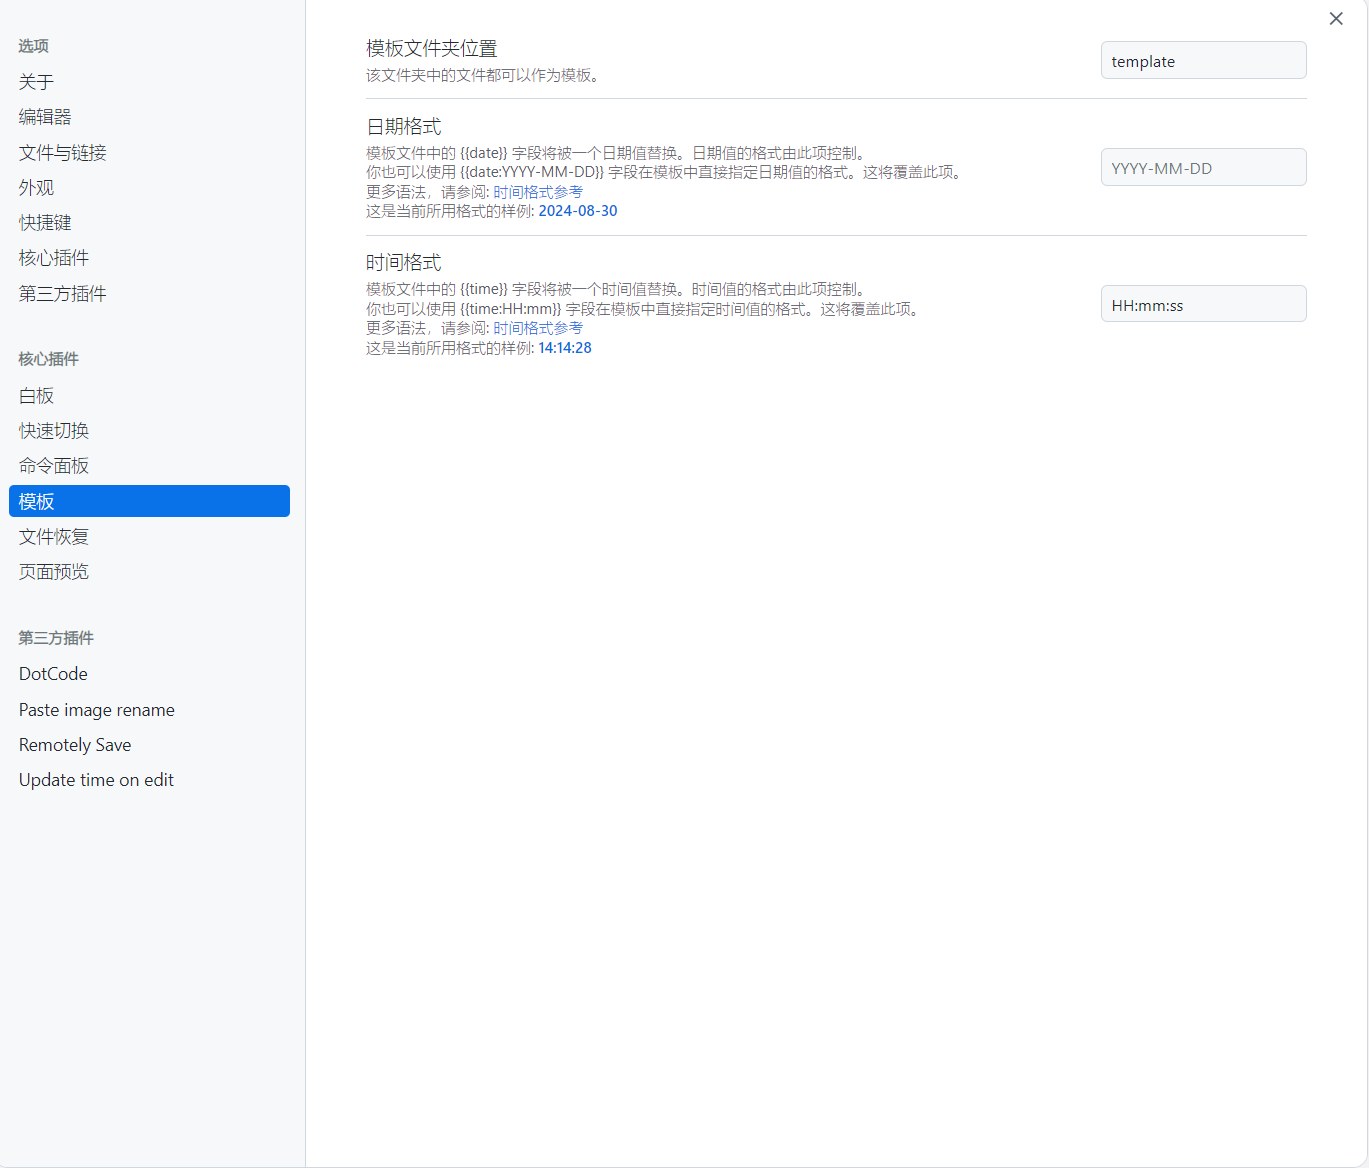 选项
关于
编辑器
文件与链接
外观
快捷键
核心插件
第三方插件
核心插件
白板
快速切换
命令面板
模板
文件恢复
页面预览
第三方插件
DotCode
Paste image rename
Remotely Save
Update time on edit
模板文件夹位置
该文件夹中的文件都可以作为模板。
template
日期格式
模板文件中的 {{date}} 字段将被一个日期值替换。日期值的格式由此项控制。
你也可以使用 {{date:YYYY-MM-DD}} 字段在模板中直接指定日期值的格式。这将覆盖此项。
更多语法，请参阅: 时间格式参考
这是当前所用格式的样例: 2024-08-30
YYYY-MM-DD
时间格式
模板文件中的 {{time}} 字段将被一个时间值替换。时间值的格式由此项控制。
你也可以使用 {{time:HH:mm}} 字段在模板中直接指定时间值的格式。这将覆盖此项。
更多语法，请参阅: 时间格式参考
这是当前所用格式的样例: 14:14:28
HH:mm:ss